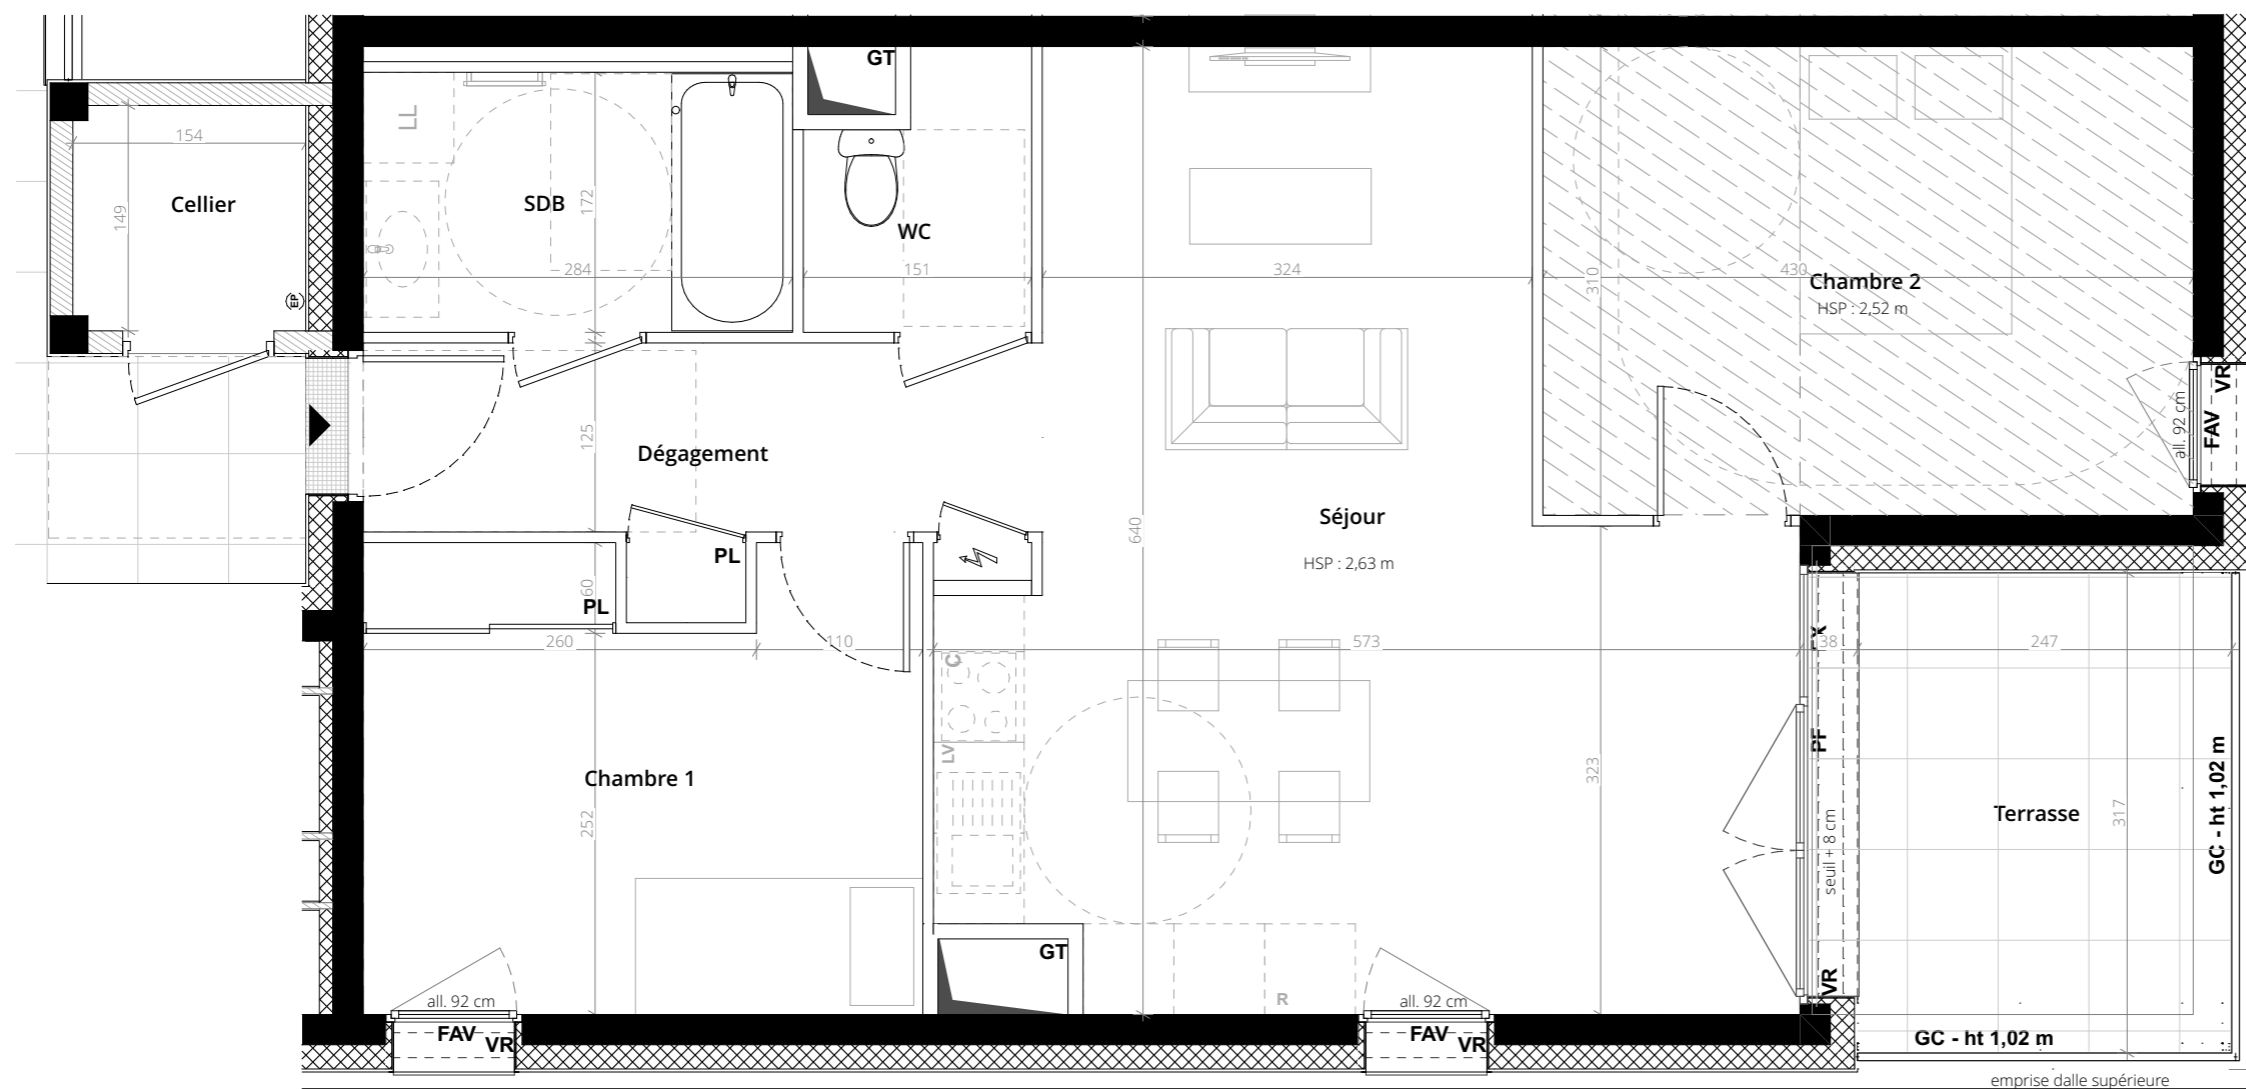 GT
LL
154
Cellier
149
SDB
172
WC
284
151
324
310
430
Chambre 2
HSP : 2,52 m
EP
VR
FAV
all. 92 cm
125
Dégagement
Séjour
640
HSP : 2,63 m
PL
60
PL
260
110
573
38
247
C
LV
PF
Chambre 1
252
323
seuil + 8 cm
Terrasse
317
GC - ht 1,02 m
GT
R
VR
all. 92 cm
FAV
VR
all. 92 cm
FAV
VR
GC - ht 1,02 m
emprise dalle supérieure